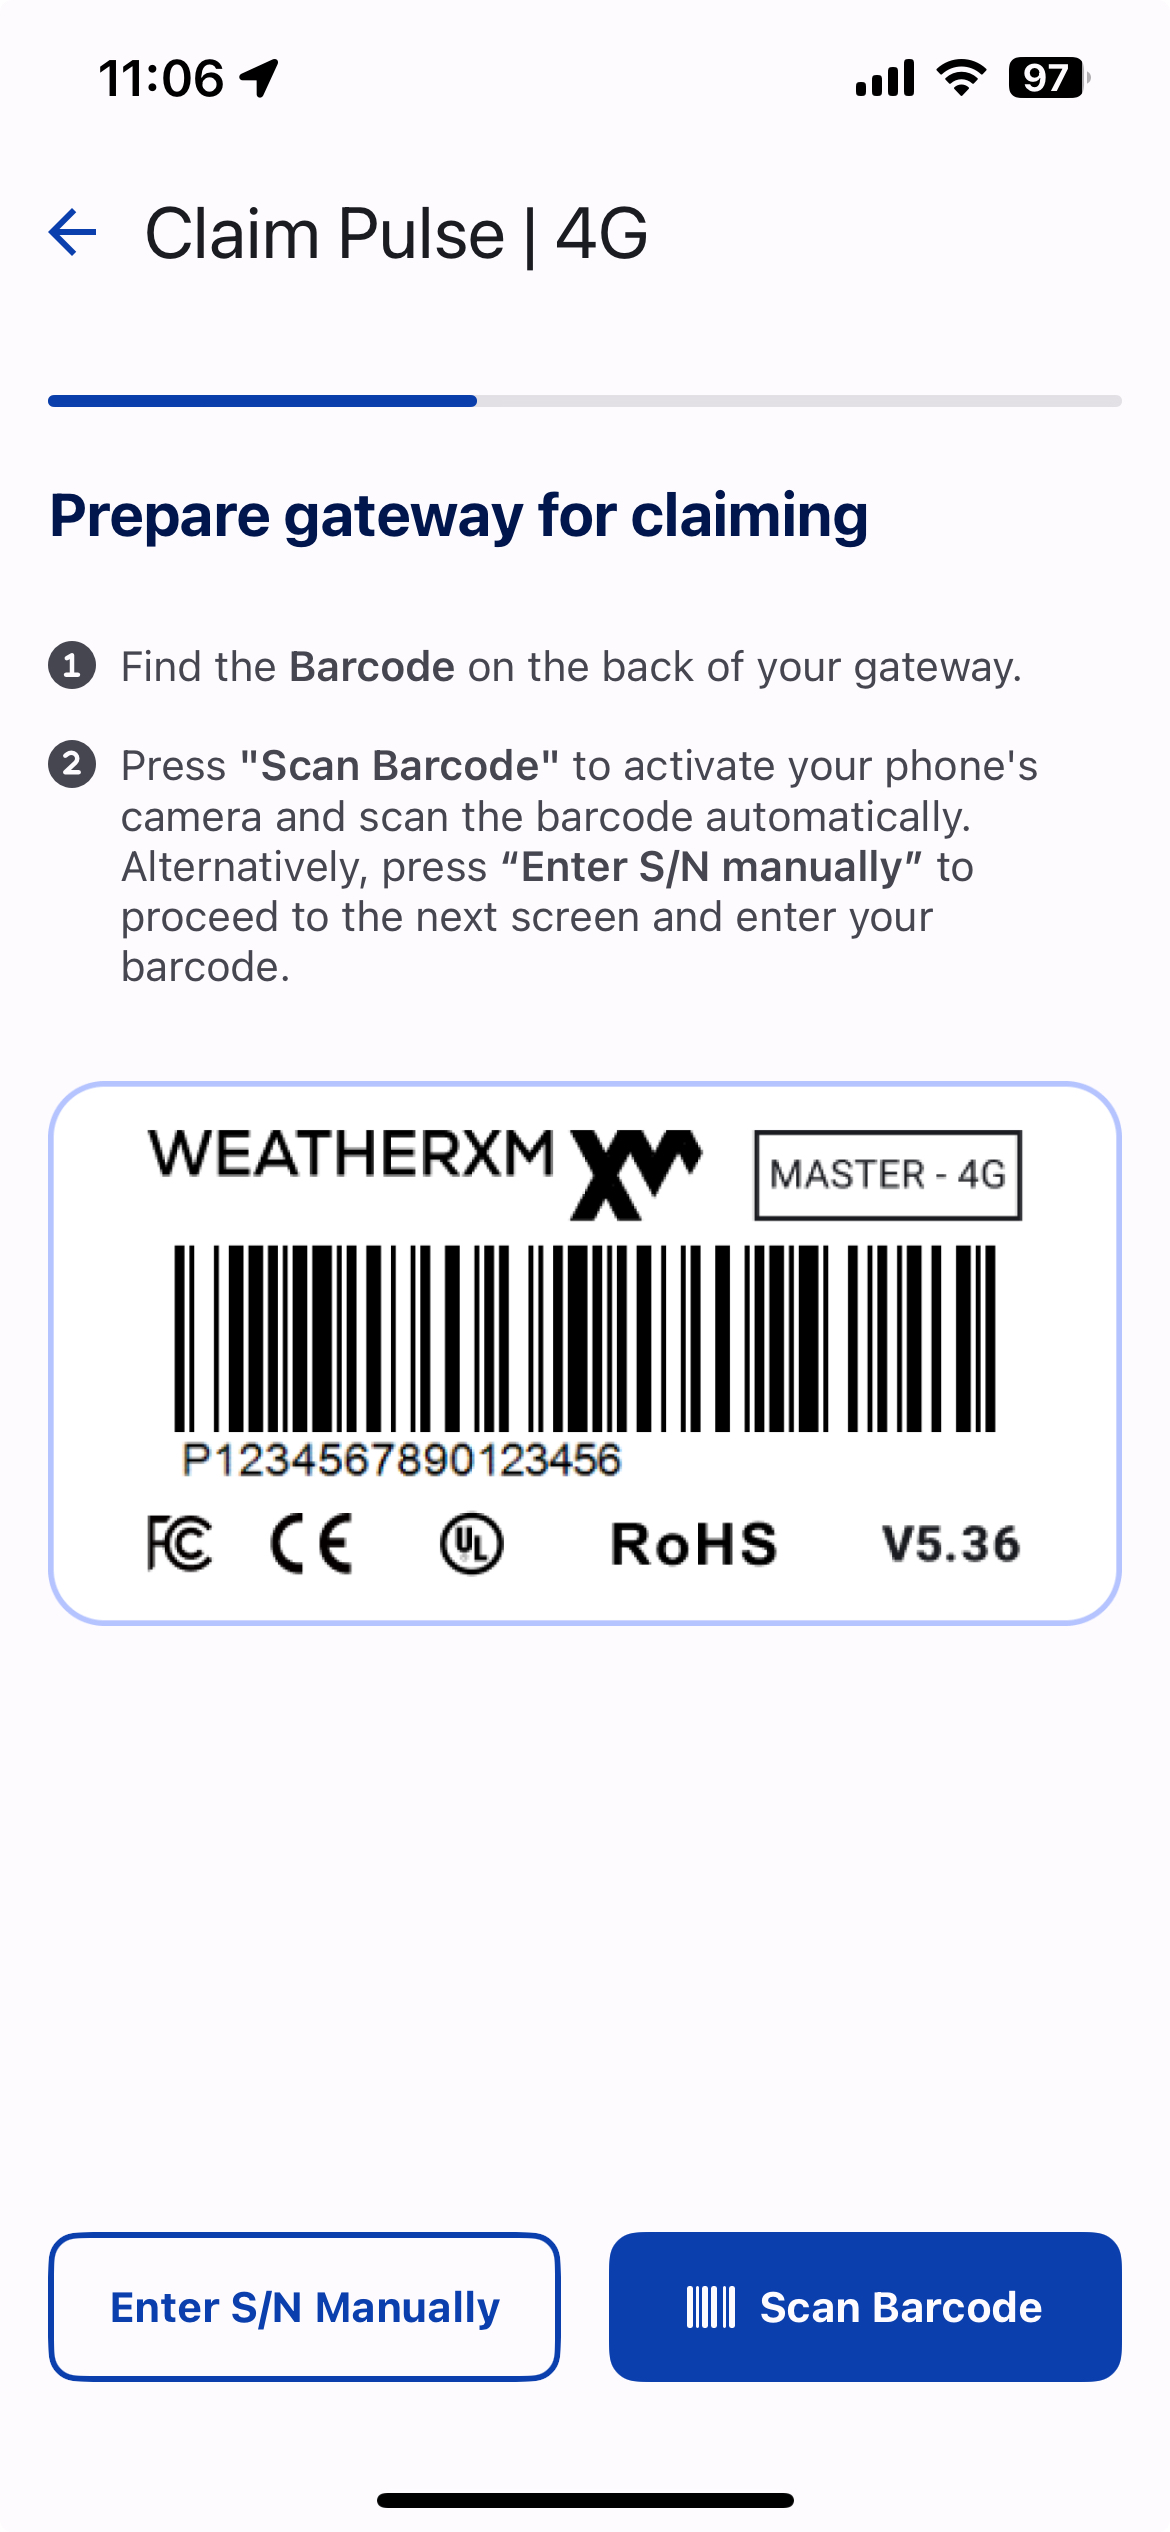 11:06
97
Claim Pulse | 4G
Prepare gateway for claiming
1 Find the Barcode on the back of your gateway.
2 Press "Scan Barcode" to activate your phone's
camera and scan the barcode automatically.
Alternatively, press “Enter S/N manually” to
proceed to the next screen and enter your
barcode.
WEATHERXM
MASTER - 4G
P1234567890123456
FC CE UL RoHS V5.36
Enter S/N Manually
Scan Barcode